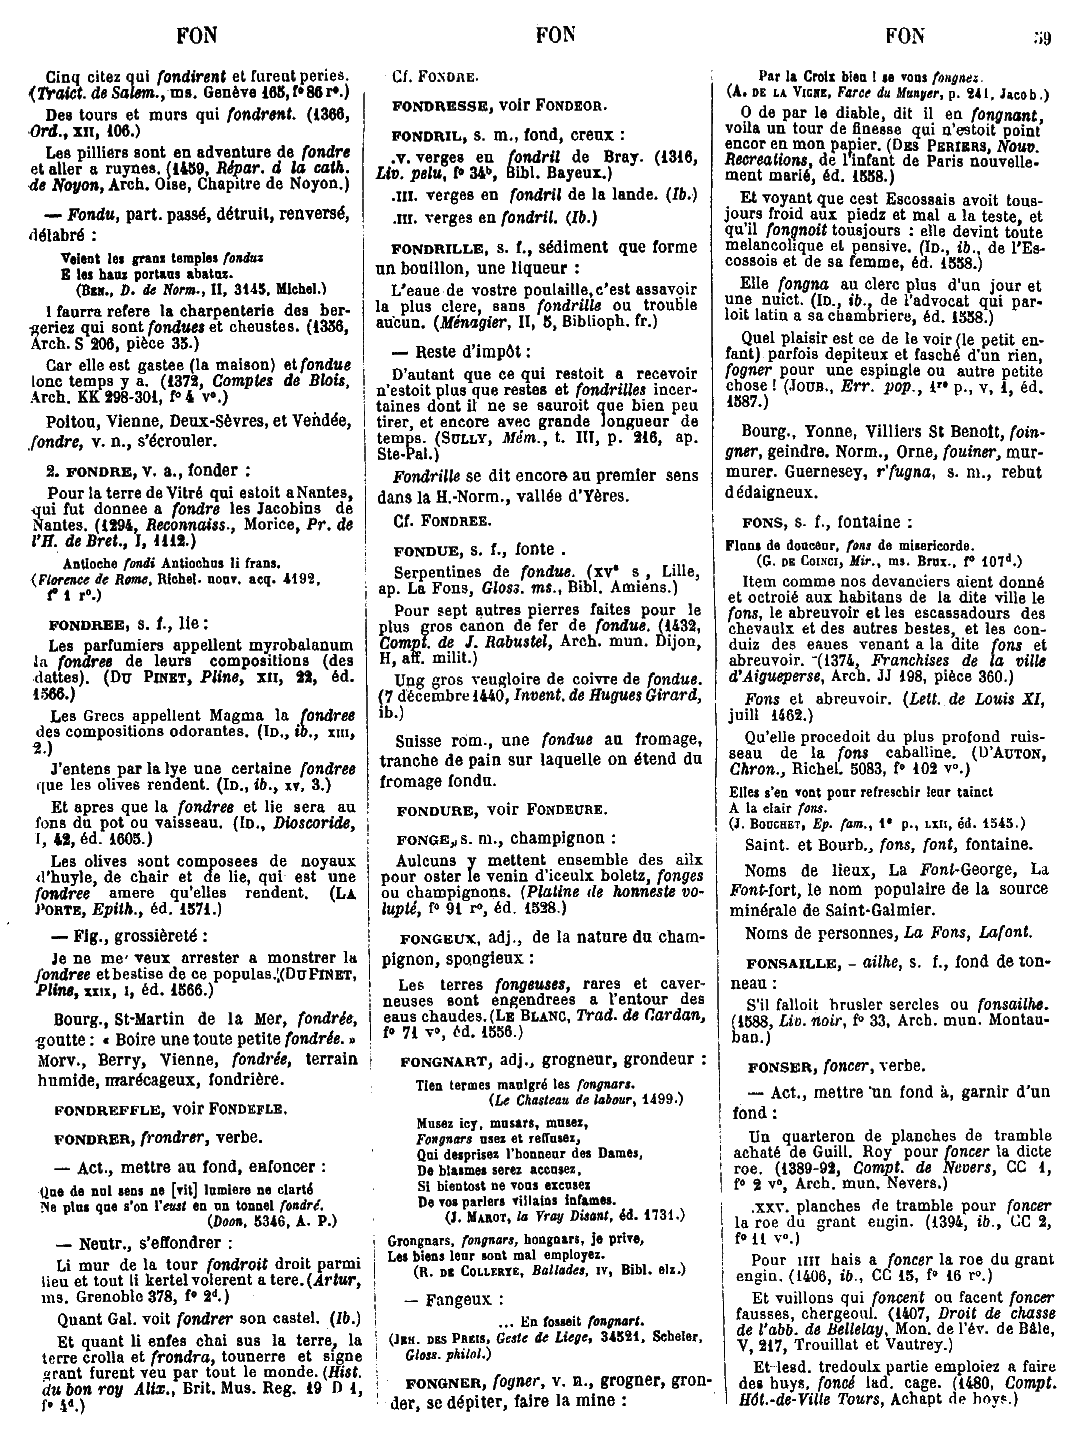 FON
FON
FON
59
Cinq citez qui fondirent et furent peries.
(Traict. de Salem., ms. Genève 165, f° 86 r°.)
Des tours et murs qui fondrent. (1366,
Ord., XII, 106.)
Les pilliers sont en adventure de fondre
et aller a ruynes. (1459, Répar. d la cath.
de Noyon, Arch. Oise, Chapitre de Noyon.)
— Fondu, part. passé, détruit, renversé,
délabré :
Veient les grans temples fonduz
E les hauz portaus abatuz.
(BEN., D. de Norm., II, 3145, Michel.)
I faurra refere la charpenterie des ber-
geriez qui sont fondues et cheustes. (1336,
Arch. S 206, pièce 35.)
Car elle est gastee (la maison) et fondue
lonc temps y a. (1372, Comptes de Blois,
Arch. KK 298-301, f° 4 v°.)
Poitou, Vienne, Deux-Sèvres, et Vendée,
fondre, v. n., s'écrouler.
2. FONDRE, v. a., fonder :
Pour la terre de Vitré qui estoit a Nantes,
qui fut donnee a fondre les Jacobins de
Nantes. (1294, Reconnaiss., Morice, Pr. de
l'H. de Bret., I, 1112.)
Antioche fondi Antiochus li frans.
(Florence de Rome, Richel. nouv. acq. 4192,
f° 1 r°.)
FONDREE, s. f., lie :
Les parfumiers appellent myrobalanum
la fondree de leurs compositions (des
dattes). (DU PINET, Pline, XII, 22, éd.
1566.)
Les Grecs appellent Magma la fondree
des compositions odorantes. (ID., ib., XIII,
2.)
J'entens par la lye une certaine fondree
que les olives rendent. (ID., ib., XV, 3.)
Et apres que la fondree et lie sera au
fons du pot ou vaisseau. (ID., Dioscoride,
I, 42, éd. 1605.)
Les olives sont composees de noyaux
d'huyle, de chair et de lie, qui est une
fondree amere qu'elles rendent. (LA
PORTE, Epith., éd. 1571.)
— Fig., grossièreté :
Je ne me veux arrester a monstrer la
fondree et bestise de ce populas. (DU PINET,
Pline, XXIX, I, éd. 1566.)
Bourg., St-Martin de la Mer, fondrée,
goutte : « Boire une toute petite fondrée. »
Morv., Berry, Vienne, fondrée, terrain
humide, marécageux, fondrière.
FONDREFFLE, voir FONDEFLE.
FONDRER, frondrer, verbe.
— Act., mettre au fond, enfoncer :
Que de nul sens ne [vit] lumiere ne clarté
Ne plus que s'on l'eust en un tonnel fondré.
(Doon, 5346, A. P.)
— Neutr., s'effondrer :
Li mur de la tour fondroit droit parmi
lieu et tout li kertel volerent a tere. (Artur,
ms. Grenoble 378, f° 2d.)
Quant Gal. voit fondrer son castel. (Ib.)
Et quant li enfes chai sus la terre, la
terre crolla et frondra, tounerre et signe
grant furent veu par tout le monde. (Hist.
du bon roy Alix., Brit. Mus. Reg. 19 D 1,
f° 4d.)
Cf. FONDAE.
FONDRESSE, voir FONDEOR.
FONDRIL, s. m., fond, creux :
.V. verges en fondril de Bray. (1316,
Liv. pelu, f° 34b, Bibl. Bayeux.)
.III. verges en fondril de la lande. (Ib.)
.III. verges en fondril. (Ib.)
FONDRILLE, s. f., sédiment que forme
un bouillon, une liqueur :
L'eaue de vostre poulaille, c'est assavoir
la plus clere, sans fondrille ou trouble
aucun. (Ménagier, II, 5, Biblioph. fr.)
— Reste d'impôt :
D'autant que ce qui restoit a recevoir
n'estoit plus que restes et fondrilles incer-
taines dont il ne se sauroit que bien peu
tirer, et encore avec grande longueur de
temps. (SULLY, Mém., t. III, p. 216, ap.
Ste-Pal.)
Fondrille se dit encore au premier sens
dans la H.-Norm., vallée d'Yères.
Cf. FONDREE.
FONDUE, s. f., fonte .
Serpentines de fondue. (XVe s , Lille,
ap. La Fons, Gloss. ms., Bibl. Amiens.)
Pour sept autres pierres faites pour le
plus gros canon de fer de fondue. (1432,
Compt. de J. Rabustel, Arch. mun. Dijon,
H, aff. milit.)
Ung gros veugloire de coivre de fondue.
(7 décembre 1440, Invent. de Hugues Girard,
ib.)
Suisse rom., une fondue au fromage,
tranche de pain sur laquelle on étend du
fromage fondu.
FONDURE, voir FONDEURE.
FONGE, s. m., champignon :
Aulcuns y mettent ensemble des ailx
pour oster le venin d'iceulx boletz, fonges
ou champignons. (Platine de honneste vo-
lupté, f° 91 r°, éd. 1528.)
FONGEUX, adj., de la nature du cham-
pignon, spongieux :
Les terres fongeuses, rares et caver-
neuses sont engendrees a l'entour des
eaus chaudes. (LE BLANC, Trad. de Cardan,
f° 71 v°, éd. 1556.)
FONGNART, adj., grogneur, grondeur :
Tien termes maulgré les fongnars.
(Le Chasteau de labour, 1499.)
Musez icy, musars, musez,
Fongnars usez et reffusez,
Qui desprisez l'honneur des Dames,
De blasmes serez accusez,
Si bientost ne vous excusez
De vos parlers villains infames.
(J. MAROT, la Vray Disant, éd. 1731.)
Grongnars, fongnars, hongnars, je prive,
Les biens leur sont mal employez.
(R. DE COLLERYE, Ballades, IV, Bibl. elz.)
— Fangeux :
... En fosseit fongnart.
(JEH. DES PREIS, Geste de Liege, 34521, Scheler,
Gloss. philol.)
FONGNER, fogner, v. n., grogner, gron-
der, se dépiter, faire la mine :
Par la Croix bieu ! se vous fongnez.
(A. DE LA VIGNE, Farce du Munyer, p. 241, Jacob.)
O de par le diable, dit il en fongnant,
voila un tour de finesse qui n'estoit point
encor en mon papier. (DES PERIERS, Nouv.
Recreations, de l'infant de Paris nouvelle-
ment marié, éd. 1558.)
Et voyant que cest Escossais avoit tous-
jours froid aux piedz et mal a la teste, et
qu'il fongnoit tousjours : elle devint toute
melancolique et pensive. (ID., ib., de l'Es-
cossois et de sa femme, éd. 1558.)
Elle fongna au clerc plus d'un jour et
une nuict. (ID., ib., de l'advocat qui par-
loit latin a sa chambriere, éd. 1558.)
Quel plaisir est ce de le voir (le petit en-
fant) parfois depiteux et fasché d'un rien,
fogner pour une espingle ou autre petite
chose ! (JOUB., Err. pop., 1re p., V, 1, éd.
1587.)
Bourg., Yonne, Villiers St Benoît, foin-
gner, geindre. Norm., Orne, fouiner, mur-
murer. Guernesey, r'fugna, s. m., rebut
dédaigneux.
FONS, s. f., fontaine :
Fluns de douceur, fons de misericorde.
(G. DE COINCI, Mir., ms. Brux., f° 107d.)
Item comme nos devanciers aient donné
et octroié aux habitans de la dite ville le
fons, le abreuvoir et les escassadours des
chevaulx et des autres bestes, et les con-
duiz des eaues venant a la dite fons et
abreuvoir. (1374, Franchises de la ville
d'Aigueperse, Arch. JJ 198, pièce 360.)
Fons et abreuvoir. (Lett. de Louis XI,
juill 1462.)
Qu'elle procedoit du plus profond ruis-
seau de la fons caballine. (D'AUTON,
Chron., Richel. 5083, f° 102 v°.)
Elles s'en vont pour refreschir leur tainct
A la clair fons.
(J. BOUCHET, Ep. fam., 1e p., LXII, éd. 1545.)
Saint. et Bourb., fons, font, fontaine.
Noms de lieux, La Font-George, La
Font-fort, le nom populaire de la source
minérale de Saint-Galmier.
Noms de personnes, La Fons, Lafont.
FONSAILLE, - ailhe, s. f., fond de ton-
neau :
S'il falloit brusler sercles ou fonsailhe.
(1588, Liv. noir, f° 33, Arch. mun. Montau-
ban.)
FONSER, foncer, verbe.
— Act., mettre un fond à, garnir d'un
fond :
Un quarteron de planches de tramble
achaté de Guill. Roy pour foncer la dicte
roe. (1389-92, Compt. de Nevers, CC 1,
f° 2 v°, Arch. mun. Nevers.)
.XXV. planches de tramble pour foncer
la roe du grant engin. (1394, ib., CC 2,
f° 11 v°.)
Pour IIII hais a foncer la roe du grant
engin. (1406, ib., CC 15, f° 16 r°.)
Et vuillons qui foncent ou facent foncer
fausses, chergeoul. (1407, Droit de chasse
de l'abb. de Bellelay, Mon. de l'év. de Bâle,
V, 217, Trouillat et Vautrey.)
Et lesd. tredoulx partie emploiez a faire
des huys, foncé lad. cage. (1480, Compt.
Hôt.-de-Ville Tours, Achapt de boys.)